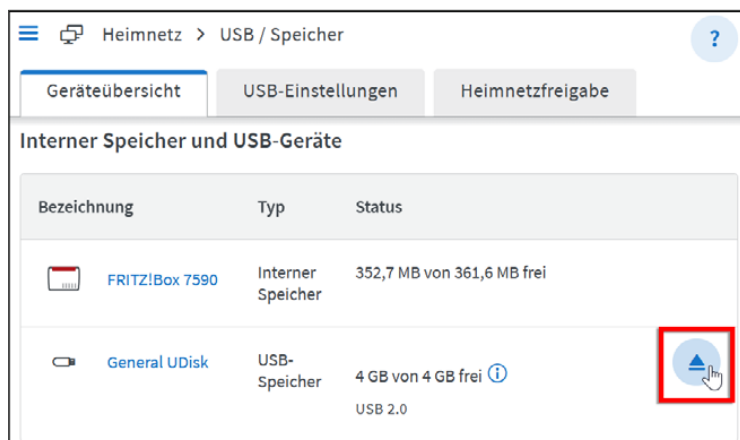 Heimnetz > USB / Speicher
?
Geräteübersicht USB-Einstellungen Heimnetzfreigabe
Interner Speicher und USB-Geräte
Bezeichnung Typ Status
FRITZ!Box 7590 Interner Speicher 352,7 MB von 361,6 MB frei
General UDisk USB-Speicher 4 GB von 4 GB frei
USB 2.0